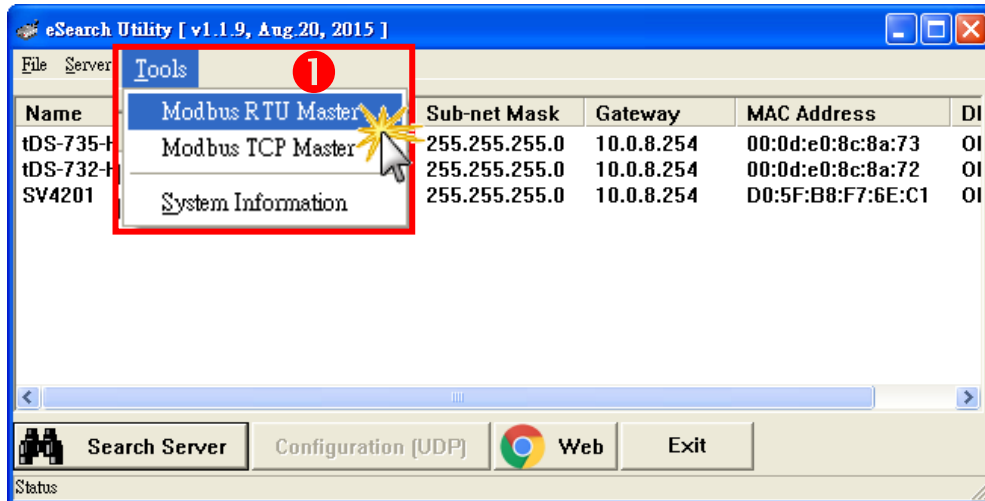 eSearch Utility [ v1.1.9, Aug.20, 2015 ]
File Server Tools 1
Name Sub-net Mask Gateway MAC Address DI
Modbus RTU Master
tDS-735-H 255.255.255.0 10.0.8.254 00:0d:e0:8c:8a:73
Modbus TCP Master
tDS-732-H 255.255.255.0 10.0.8.254 00:0d:e0:8c:8a:72
SV4201 255.255.255.0 10.0.8.254 D0:5F:B8:F7:6E:C1
System Information
Search Server Configuration (UDP) Web Exit
Status